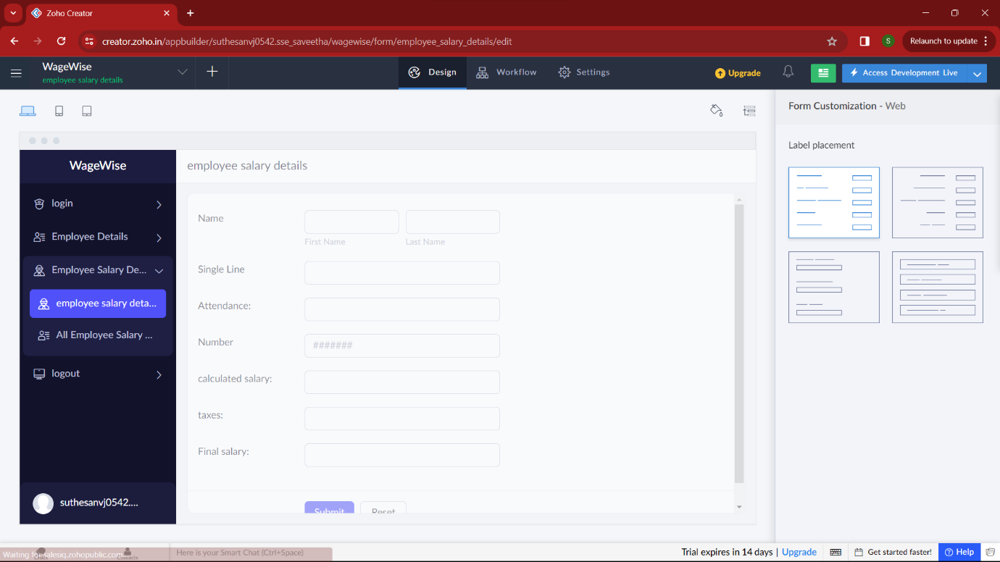 Zoho Creator
creator.zoho.in/appbuilder/suthesanvj0542.sse_saveetha/wagewise/form/employee_salary_details/edit
S
Relaunch to update
WagеWise
employee salary details
Design
Workflow
Settings
Upgrade
Access Development Live
Form Customization - Web
Label placement
WageWise
employee salary details
login
Employee Details
Employee Salary De...
employee salary deta...
All Employee Salary ...
logout
suthesanvj0542....
Name
First Name
Last Name
Single Line
Attendance:
Number
#######
calculated salary:
taxes:
Final salary:
Submit
Reset
Waiting for salesiq.zohopublic.com...
Contacts
Here is your Smart Chat (Ctrl+Space)
Trial expires in 14 days | Upgrade
Get started faster!
Help